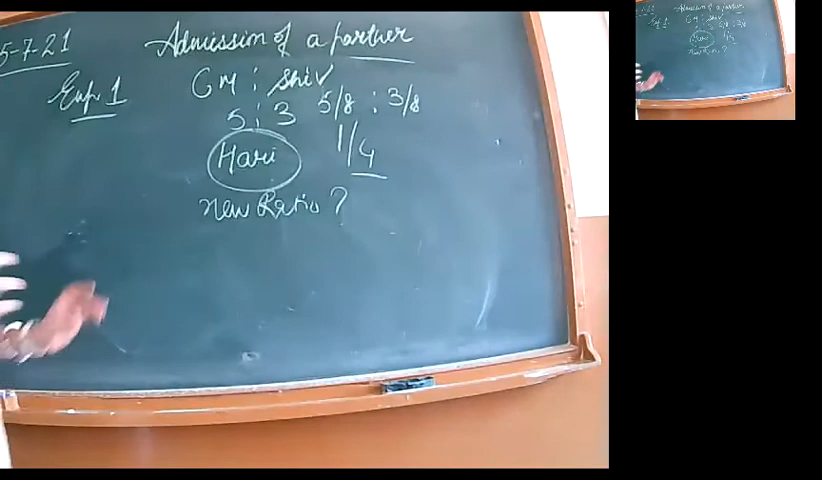 5-7-21 Admission of a partner
Exp. 1 Gm : Shiv
5 : 3 5/8 : 3/8
Hari 1/4
New Ratio ?